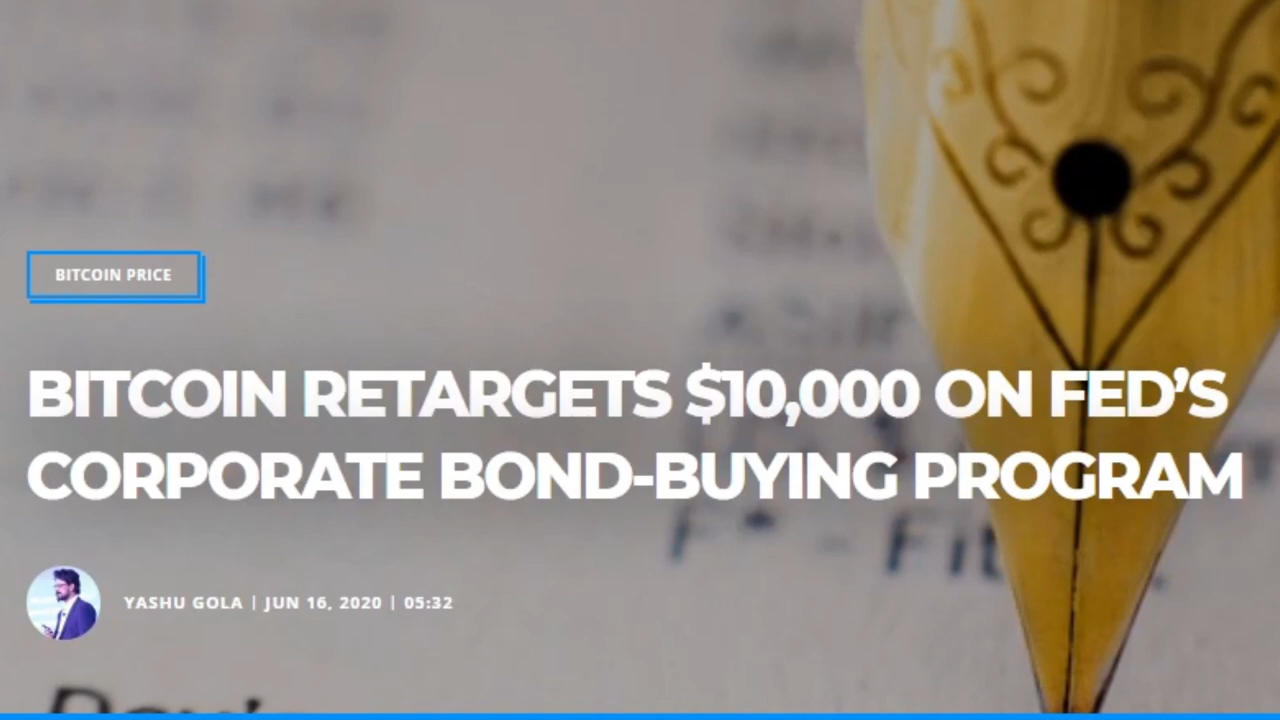 BITCOIN PRICE
BITCOIN RETARGETS $10,000 ON FED’S
CORPORATE BOND-BUYING PROGRAM
YASHU GOLA | JUN 16, 2020 | 05:32